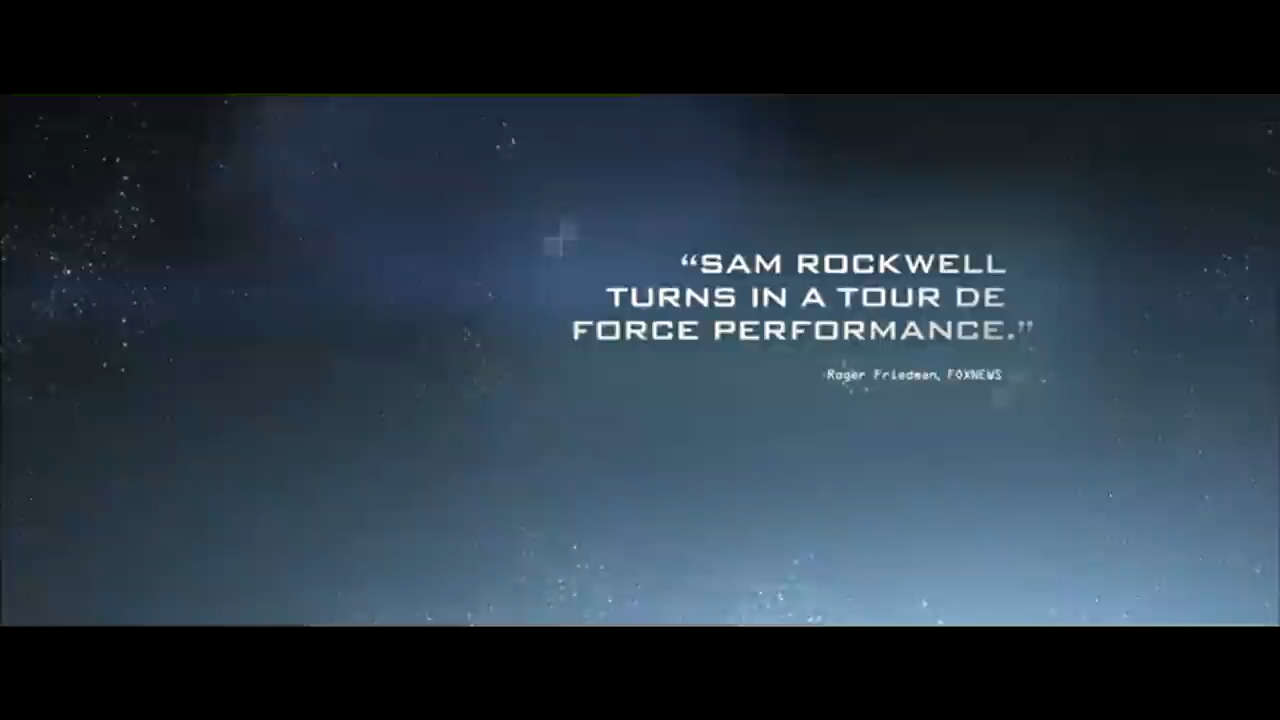 “SAM ROCKWELL
TURNS IN A TOUR DE
FORCE PERFORMANCE.”
Roger Friedman, FOXNEWS